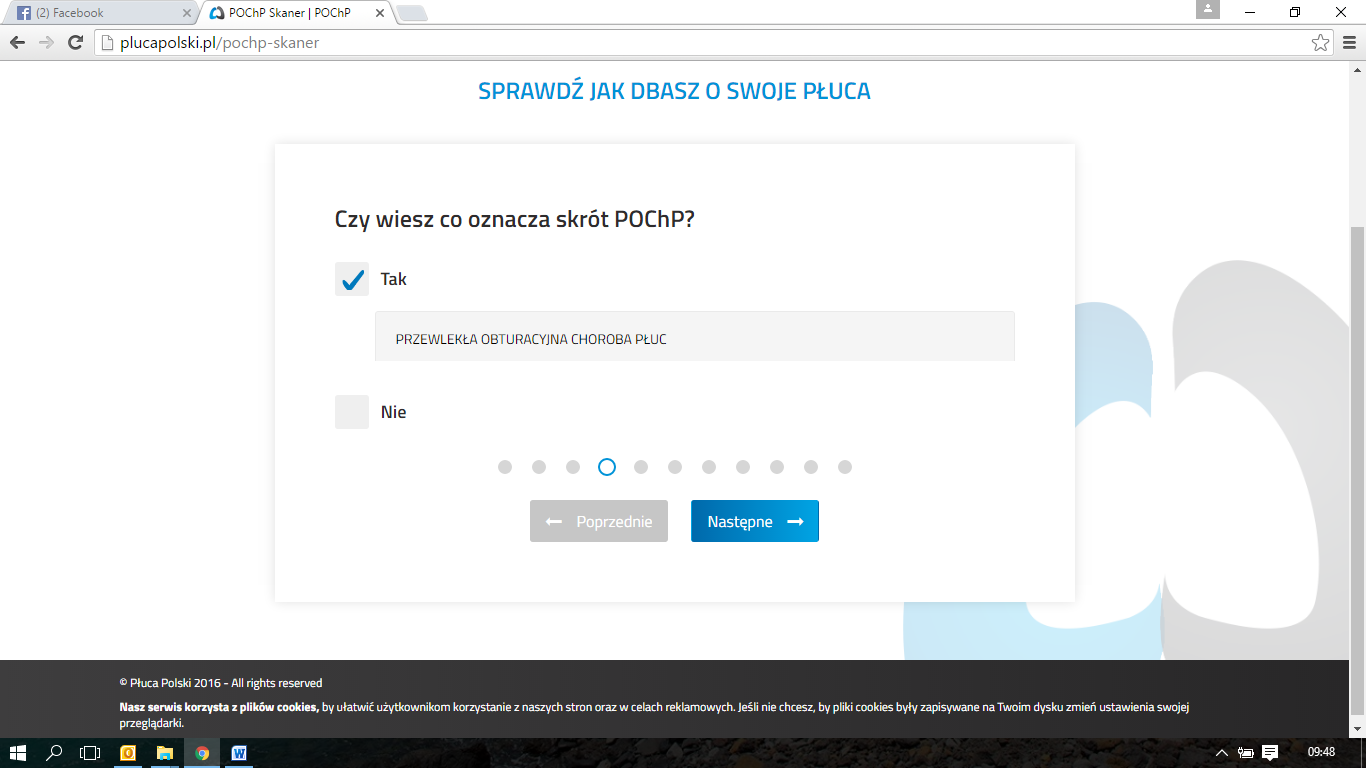 (2) Facebook
POChP Skaner | POChP
plucapolski.pl/pochp-skaner
SPRAWDŹ JAK DBASZ O SWOJE PŁUCA
Czy wiesz co oznacza skrót POChP?
Tak
PRZEWLEKŁA OBTURACYJNA CHOROBA PŁUC
Nie
Poprzednie
Następne
© Płuca Polski 2016 - All rights reserved
Nasz serwis korzysta z plików cookies, by ułatwić użytkownikom korzystanie z naszych stron oraz w celach reklamowych. Jeśli nie chcesz, by pliki cookies były zapisywane na Twoim dysku zmień ustawienia swojej
przeglądarki.
09:48